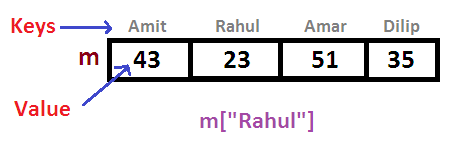 Keys Amit Rahul Amar Dilip
m 43 23 51 35
Value
m["Rahul"]